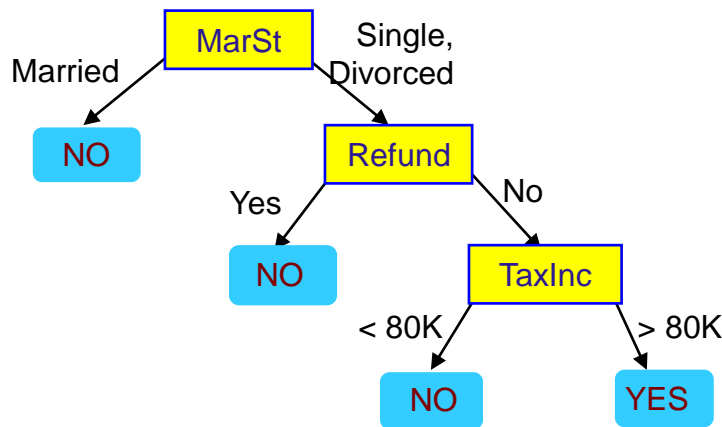 MarSt
Single,
Married
Divorced
NO
Refund
Yes
No
NO
TaxInc
< 80K
> 80K
NO
YES